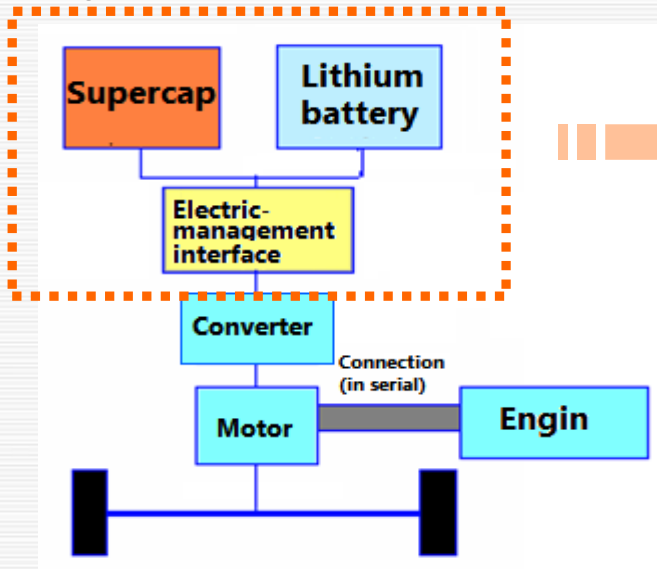 Supercap
Lithium
battery
Electric-
management
interface
Converter
Connection
(in serial)
Motor
Engin